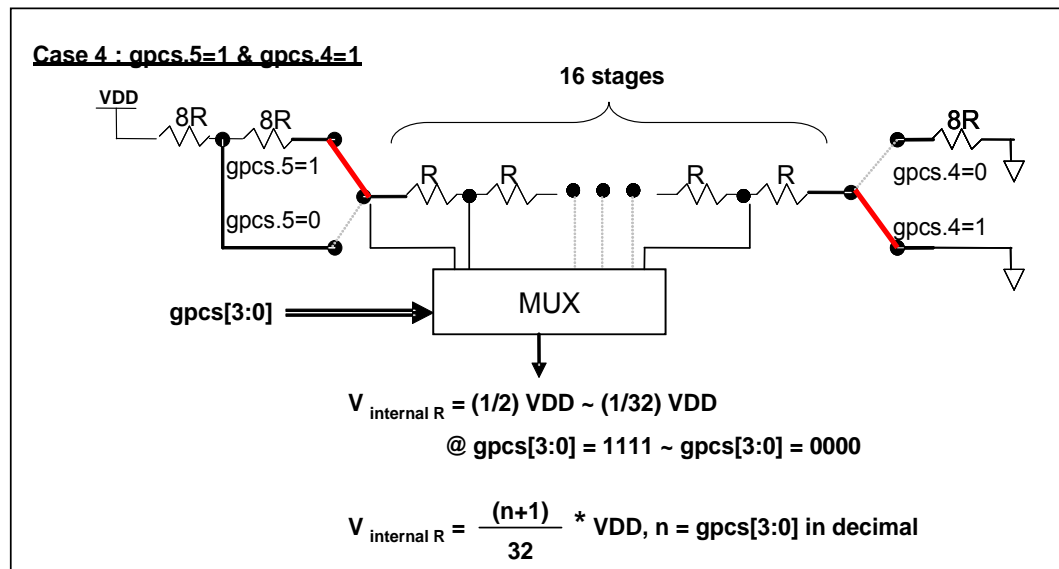 Case 4 : gpcs.5=1 & gpcs.4=1
16 stages
VDD
8R 8R 8R
gpcs.5=1
R R R R
gpcs.4=0
gpcs.5=0
gpcs.4=1
MUX
gpcs[3:0]
V internal R = (1/2) VDD ~ (1/32) VDD
@ gpcs[3:0] = 1111 ~ gpcs[3:0] = 0000
V internal R = (n+1) / 32 * VDD, n = gpcs[3:0] in decimal